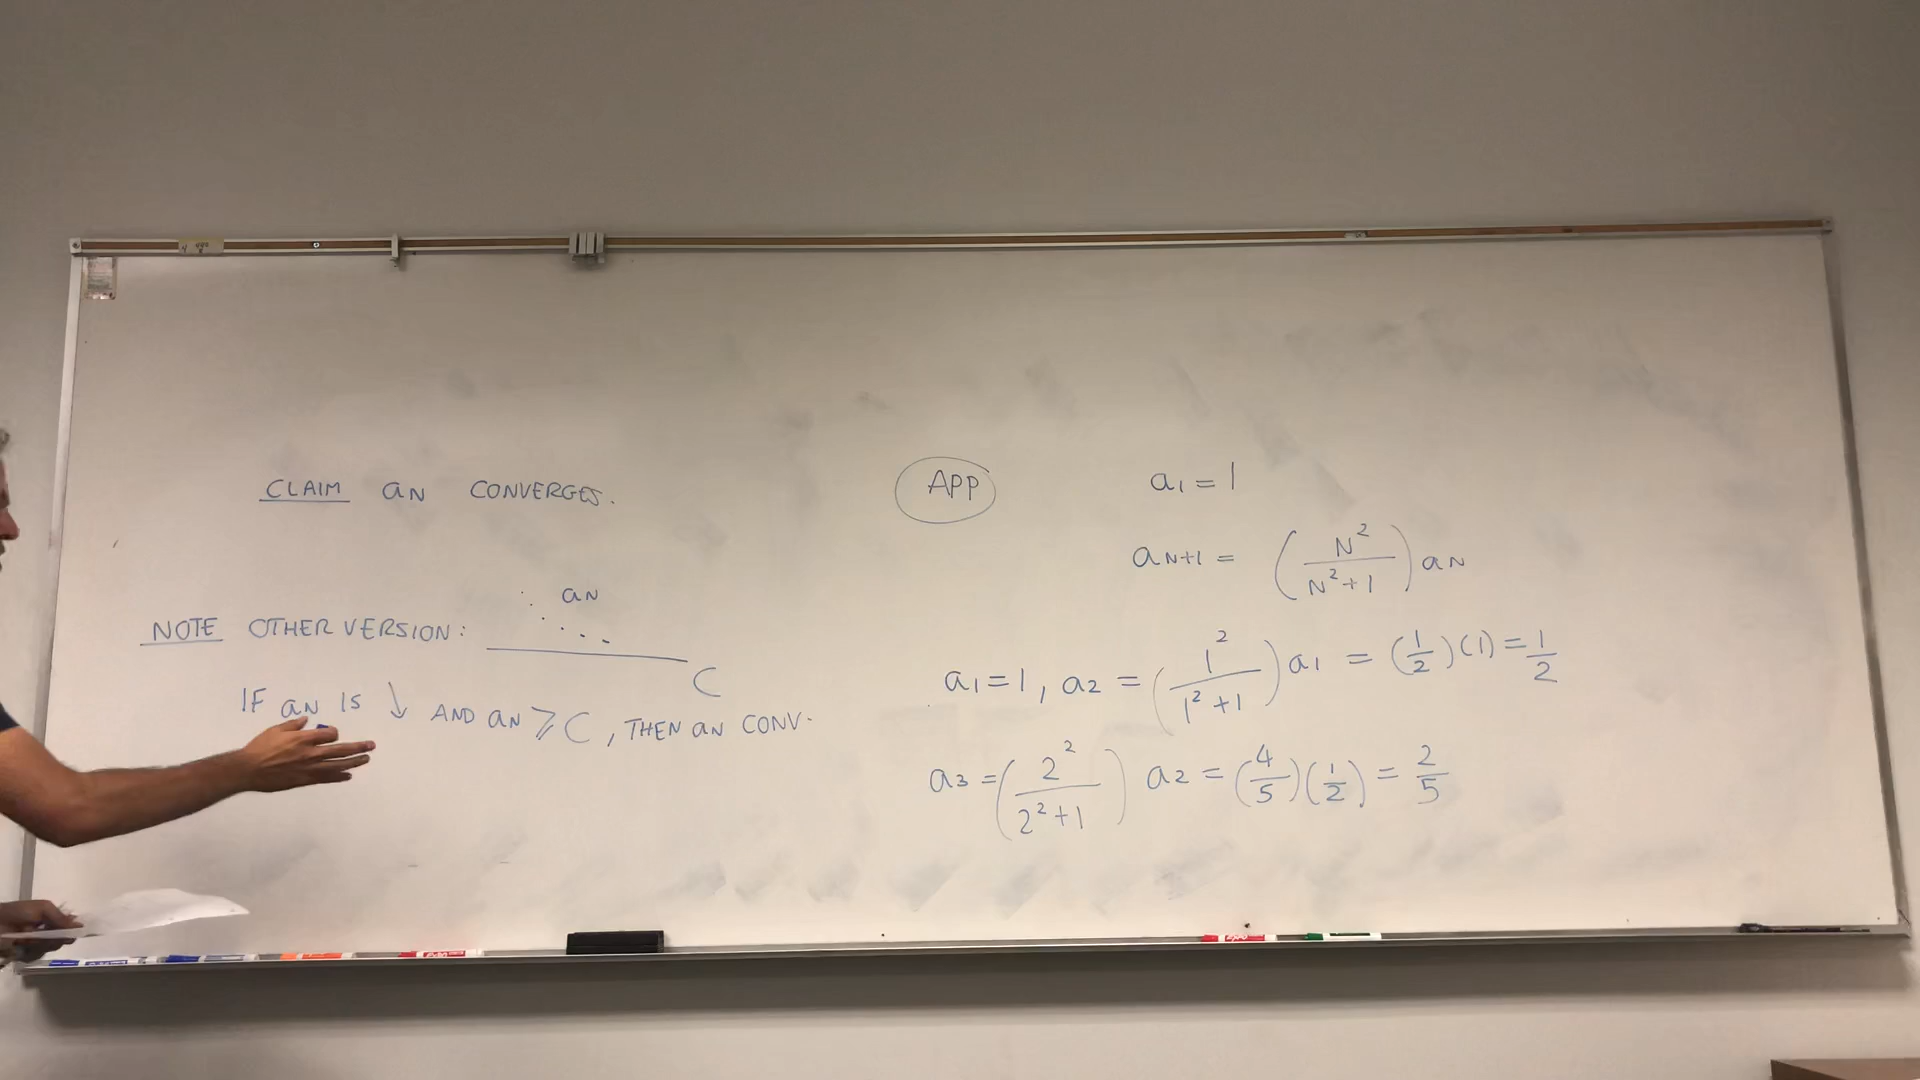 CLAIM aN CONVERGES.
NOTE OTHER VERSION:
aN
C
IF aN IS ↓ AND aN ⩾ C, THEN aN CONV.
APP
a1 = 1
aN+1 = (N²/(N²+1)) aN
a1 = 1, a2 = (1²/(1²+1)) a1 = (1/2)(1) = 1/2
a3 = (2²/(2²+1)) a2 = (4/5)(1/2) = 2/5